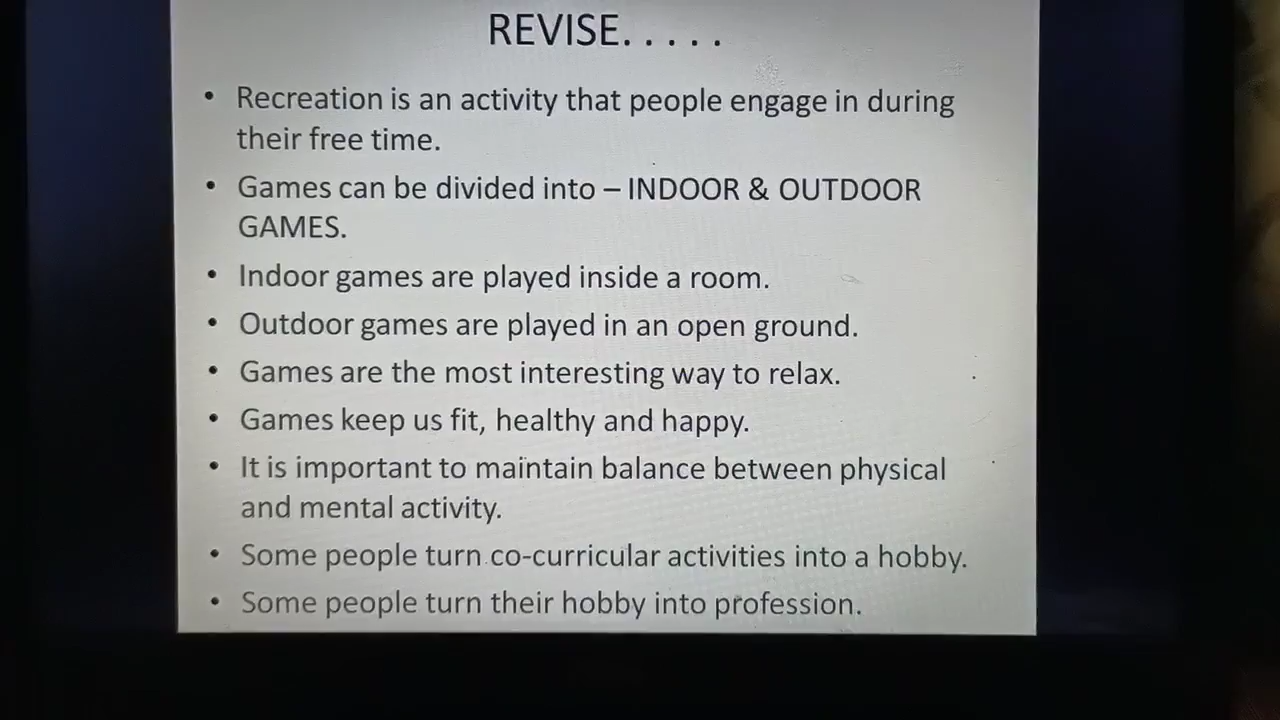 REVISE. . . . .
• Recreation is an activity that people engage in during
their free time.
• Games can be divided into – INDOOR & OUTDOOR
GAMES.
• Indoor games are played inside a room.
• Outdoor games are played in an open ground.
• Games are the most interesting way to relax.
• Games keep us fit, healthy and happy.
• It is important to maintain balance between physical
and mental activity.
• Some people turn co-curricular activities into a hobby.
• Some people turn their hobby into profession.